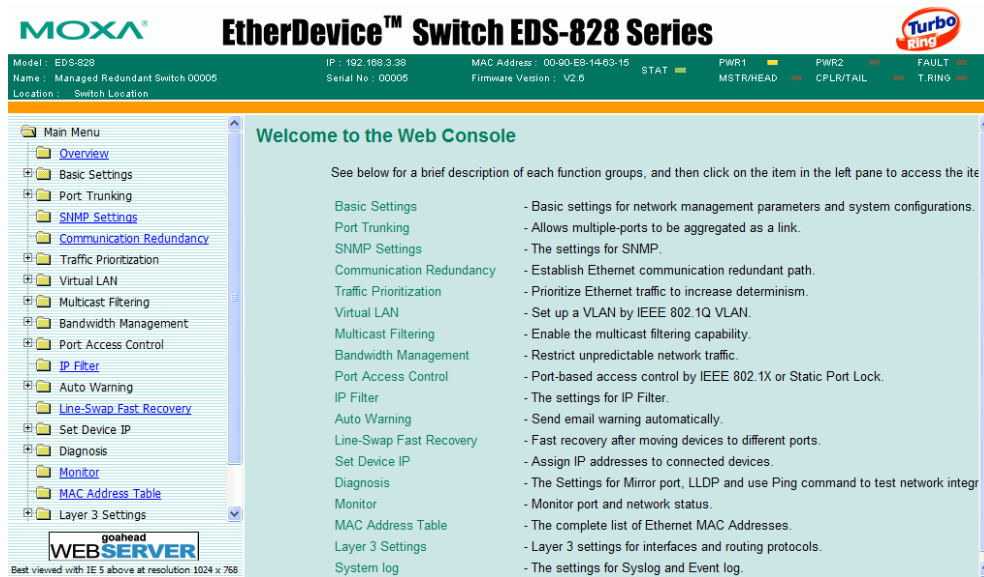 MOXA®
EtherDevice™ Switch EDS-828 Series
Turbo Ring
Model : EDS-828
IP : 192.168.3.38
MAC Address : 00-90-E8-14-63-15
STAT
PWR1
PWR2
FAULT
Name : Managed Redundant Switch 00005
Serial No : 00005
Firmware Version : V2.6
MSTR/HEAD
CPLR/TAIL
T.RING
Location : Switch Location
Main Menu
Overview
Basic Settings
Port Trunking
SNMP Settings
Communication Redundancy
Traffic Prioritization
Virtual LAN
Multicast Filtering
Bandwidth Management
Port Access Control
IP Filter
Auto Warning
Line-Swap Fast Recovery
Set Device IP
Diagnosis
Monitor
MAC Address Table
Layer 3 Settings
goahead
WEBSERVER
Best viewed with IE 5 above at resolution 1024 x 768
Welcome to the Web Console
See below for a brief description of each function groups, and then click on the item in the left pane to access the ite
Basic Settings - Basic settings for network management parameters and system configurations.
Port Trunking - Allows multiple-ports to be aggregated as a link.
SNMP Settings - The settings for SNMP.
Communication Redundancy - Establish Ethernet communication redundant path.
Traffic Prioritization - Prioritize Ethernet traffic to increase determinism.
Virtual LAN - Set up a VLAN by IEEE 802.1Q VLAN.
Multicast Filtering - Enable the multicast filtering capability.
Bandwidth Management - Restrict unpredictable network traffic.
Port Access Control - Port-based access control by IEEE 802.1X or Static Port Lock.
IP Filter - The settings for IP Filter.
Auto Warning - Send email warning automatically.
Line-Swap Fast Recovery - Fast recovery after moving devices to different ports.
Set Device IP - Assign IP addresses to connected devices.
Diagnosis - The Settings for Mirror port, LLDP and use Ping command to test network integr
Monitor - Monitor port and network status.
MAC Address Table - The complete list of Ethernet MAC Addresses.
Layer 3 Settings - Layer 3 settings for interfaces and routing protocols.
System log - The settings for Syslog and Event log.